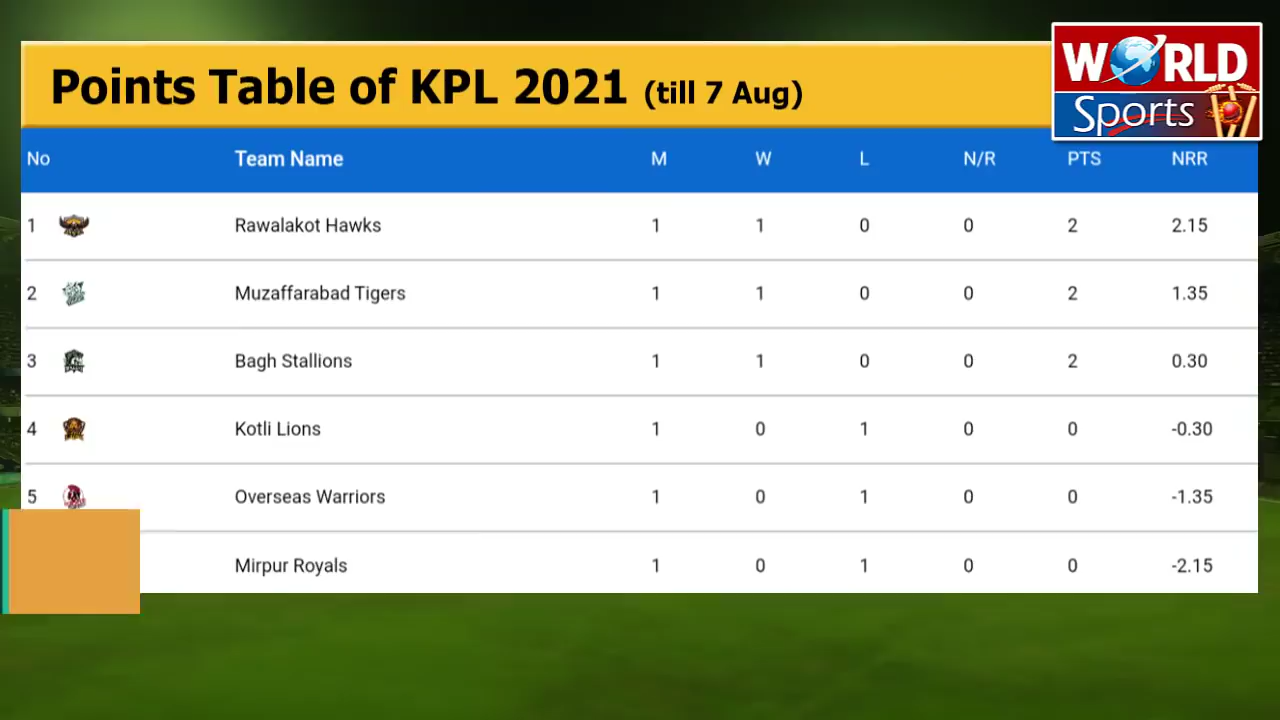 WORLD
Sports
Points Table of KPL 2021 (till 7 Aug)
No Team Name M W L N/R PTS NRR
1 Rawalakot Hawks 1 1 0 0 2 2.15
2 Muzaffarabad Tigers 1 1 0 0 2 1.35
3 Bagh Stallions 1 1 0 0 2 0.30
4 Kotli Lions 1 0 1 0 0 -0.30
5 Overseas Warriors 1 0 1 0 0 -1.35
Mirpur Royals 1 0 1 0 0 -2.15